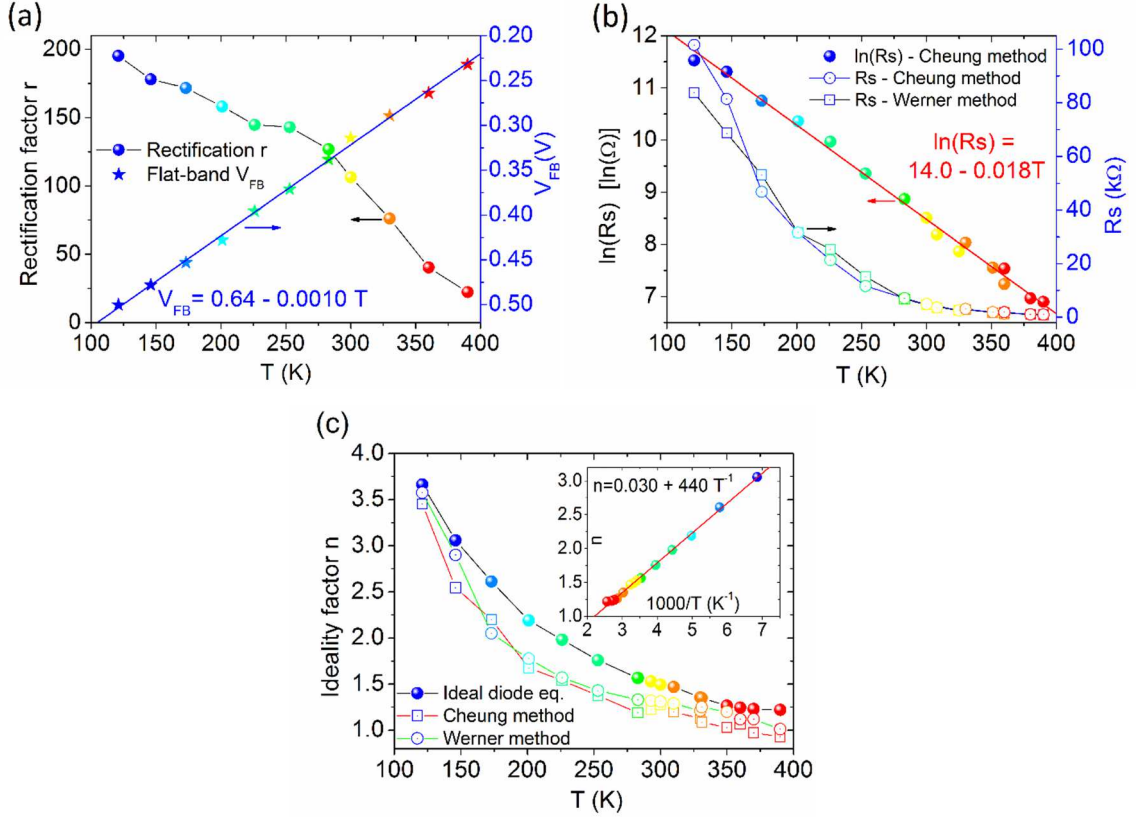 (a)
200
150
100
50
0
Rectification factor r
Rectification r
Flat-band V_FB
V_FB = 0.64 - 0.0010 T
0.20
0.25
0.30
0.35
0.40
0.45
0.50
V_FB(V)
100 150 200 250 300 350 400
T (K)
(b)
12
11
10
9
8
7
ln(Rs) [ln(Ω)]
ln(Rs) - Cheung method
Rs - Cheung method
Rs - Werner method
ln(Rs) =
14.0 - 0.018T
100
80
60
40
20
0
Rs (kΩ)
100 150 200 250 300 350 400
T (K)
(c)
4.0
3.5
3.0
2.5
2.0
1.5
1.0
Ideality factor n
n=0.030 + 440 T⁻¹
3.0
2.5
2.0
1.5
1.0
n
1000/T (K⁻¹)
2 3 4 5 6 7
Ideal diode eq.
Cheung method
Werner method
100 150 200 250 300 350 400
T (K)